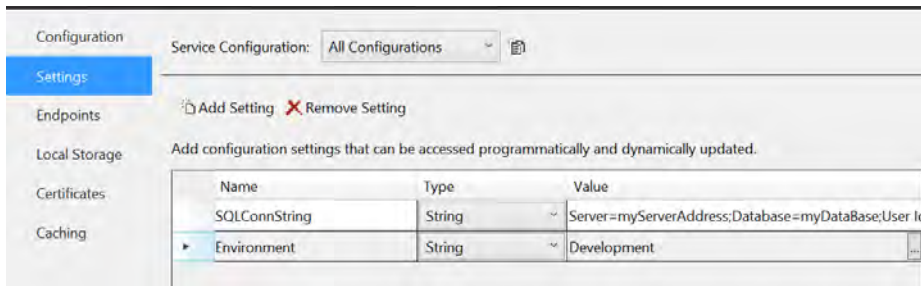 Configuration
Settings
Endpoints
Local Storage
Certificates
Caching
Service Configuration: All Configurations
Add Setting Remove Setting
Add configuration settings that can be accessed programmatically and dynamically updated.
Name Type Value
SQLConnString String Server=myServerAddress;Database=myDataBase;User
Environment String Development ...